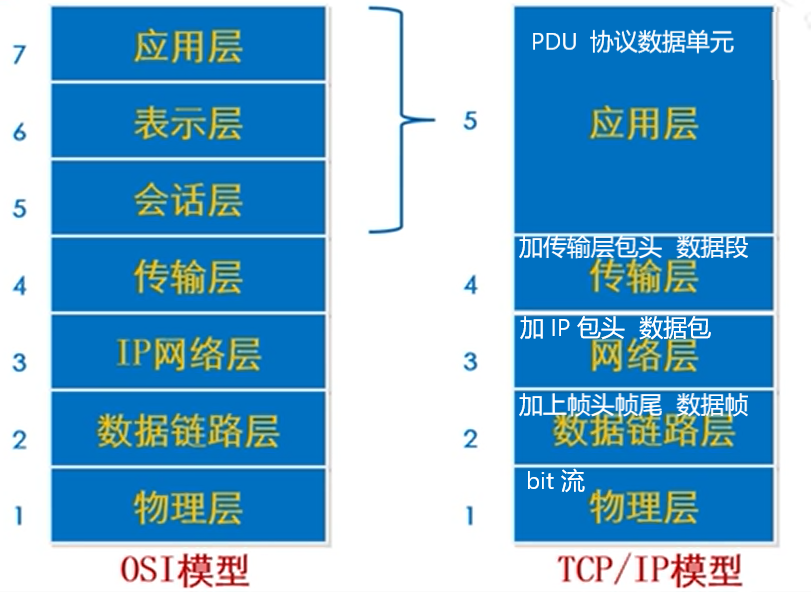 7 应用层
6 表示层
5 会话层
4 传输层
3 IP网络层
2 数据链路层
1 物理层
OSI模型
PDU 协议数据单元
5 应用层
加传输层包头 数据段
4 传输层
加 IP 包头 数据包
3 网络层
加上帧头帧尾 数据帧
2 数据链路层
bit 流
1 物理层
TCP/IP模型